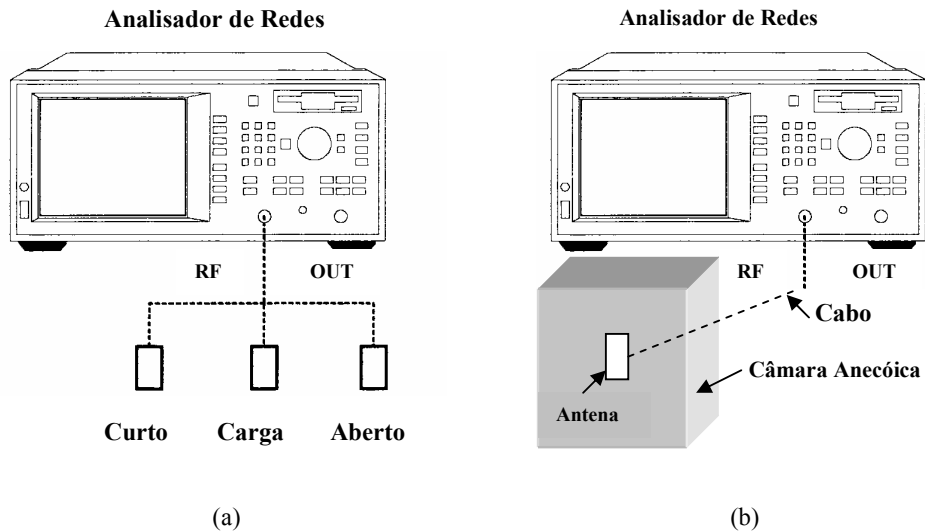 Analisador de Redes
RF OUT
Curto Carga Aberto
(a)
Analisador de Redes
RF OUT
Cabo
Câmara Anecóica
Antena
(b)